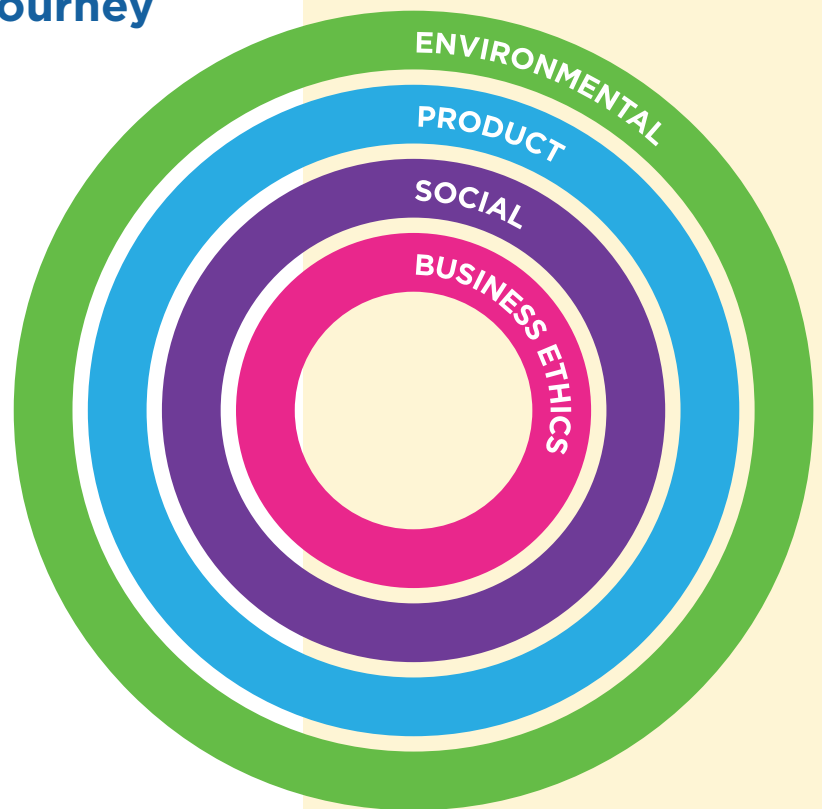 ourney
ENVIRONMENTAL
PRODUCT
SOCIAL
BUSINESS ETHICS